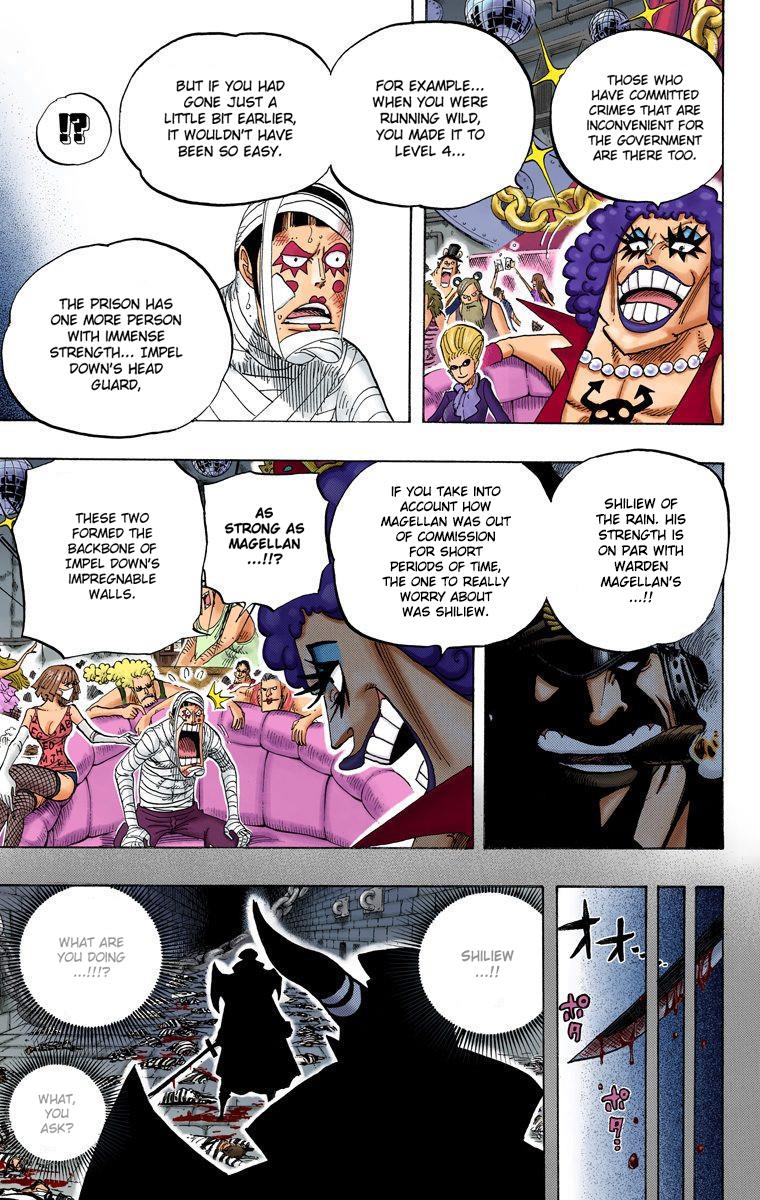 THOSE WHO
HAVE COMMITTED
CRIMES THAT ARE
INCONVENIENT FOR
THE GOVERNMENT
ARE THERE TOO.
FOR EXAMPLE...
WHEN YOU WERE
RUNNING WILD,
YOU MADE IT TO
LEVEL 4...
BUT IF YOU HAD
GONE JUST A
LITTLE BIT EARLIER,
IT WOULDN'T HAVE
BEEN SO EASY.
!?
THE PRISON HAS
ONE MORE PERSON
WITH IMMENSE
STRENGTH... IMPEL
DOWN'S HEAD
GUARD,
SHILIEW OF
THE RAIN. HIS
STRENGTH IS
ON PAR WITH
WARDEN
MAGELLAN'S
...!!
IF YOU TAKE INTO
ACCOUNT HOW
MAGELLAN WAS OUT
OF COMMISSION
FOR SHORT
PERIODS OF TIME,
THE ONE TO REALLY
WORRY ABOUT
WAS SHILIEW.
AS
STRONG AS
MAGELLAN
...!!?
THESE TWO
FORMED THE
BACKBONE OF
IMPEL DOWN'S
IMPREGNABLE
WALLS.
オオ...
ポタ
ポタ...
SHILIEW
...!!
WHAT ARE
YOU DOING
...!!!?
WHAT,
YOU
ASK?